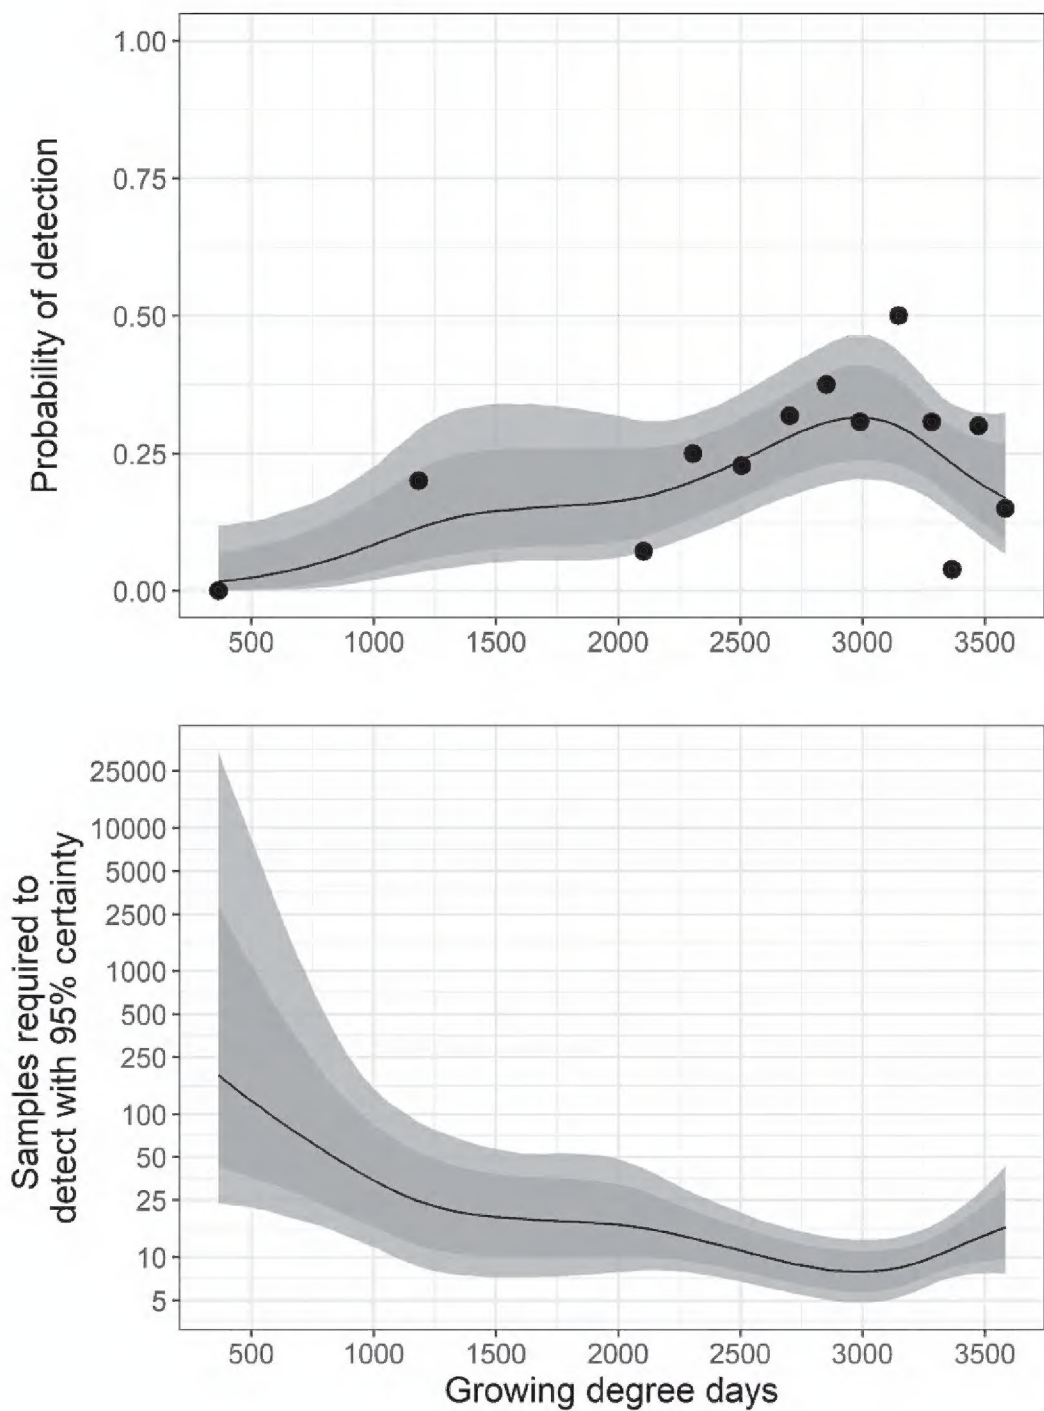 Probability of detection
1.00
0.75
0.50
0.25
0.00
500 1000 1500 2000 2500 3000 3500
Samples required to
detect with 95% certainty
25000
10000
5000
2500
1000
500
250
100
50
25
10
5
500 1000 1500 2000 2500 3000 3500
Growing degree days